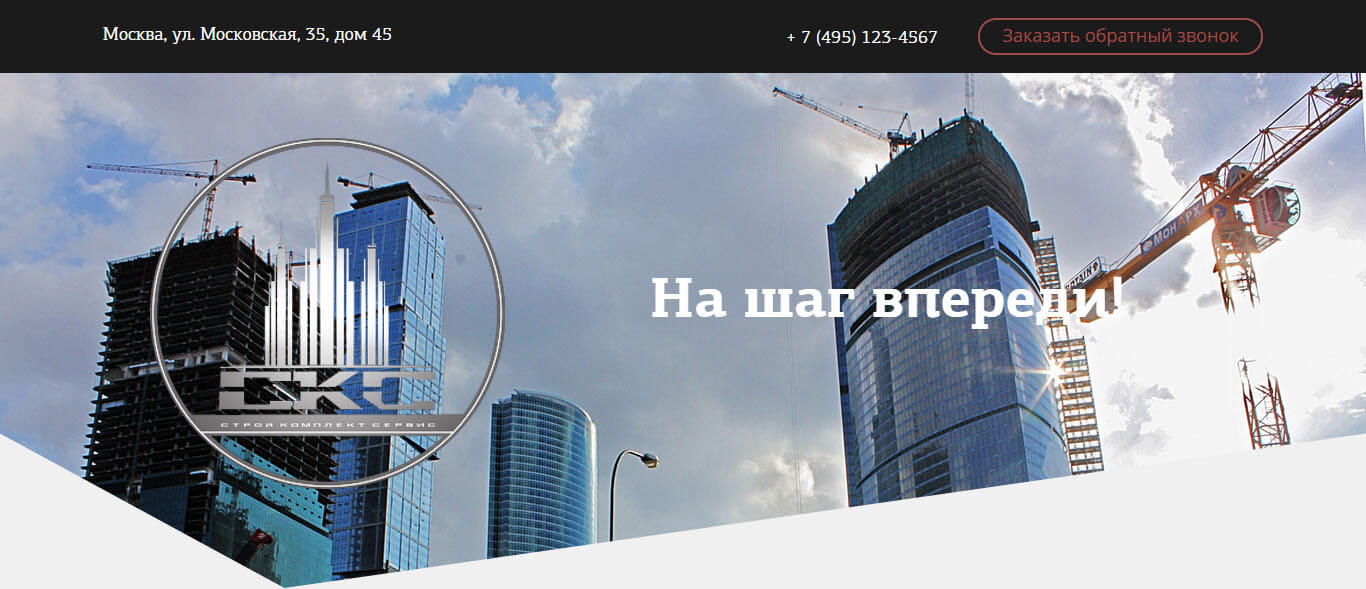 Москва, ул. Московская, 35, дом 45
+ 7 (495) 123-4567
Заказать обратный звонок
МОНАРХ
POTAIN
На шаг впереди!
СКС
СТРОЙ КОМПЛЕКТ СЕРВИС